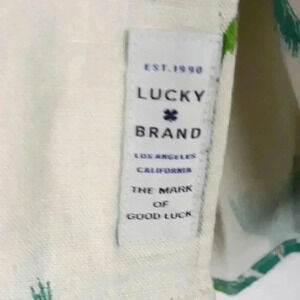 EST. 1990
LUCKY
BRAND
LOS ANGELES
CALIFORNIA
THE MARK
OF
GOOD LUCK